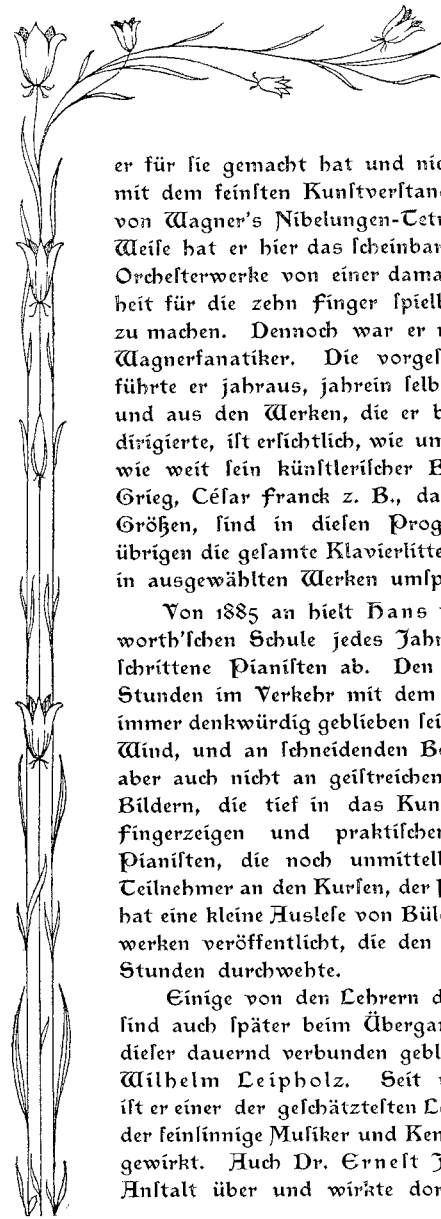 er für ſie gemacht hat und nic
mit dem feinſten Kunſtverſtand
von Wagner's Nibelungen-Tetr
Weiſe hat er hier das ſcheinbar
Orcheſterwerke von einer dama
heit für die zehn Finger ſpielb
zu machen. Dennoch war er n
Wagnerfanatiker. Die vorgeſ
führte er jahraus, jahrein ſelb
und aus den Werken, die er b
dirigierte, iſt erſichtlich, wie um
wie weit ſein künſtleriſcher B
Grieg, Céſar Franck z. B., da
Größen, ſind in dieſen Prog
übrigen die geſamte Klavierlitte
in ausgewählten Werken umſp
Von 1885 an hielt Hans v
worth'ſchen Schule jedes Jahr
ſchrittene Pianiſten ab. Den
Stunden im Verkehr mit dem
immer denkwürdig geblieben ſei
Wind, und an ſchneidenden Be
aber auch nicht an geiſtreichen
Bildern, die tief in das Kun
Fingerzeigen und praktiſchen
Pianiſten, die noch unmittelb
Teilnehmer an den Kurſen, der P
hat eine kleine Ausleſe von Bül
werken veröffentlicht, die den
Stunden durchwehte.
Einige von den Lehrern d
ſind auch ſpäter beim Übergan
dieſer dauernd verbunden gebl
Wilhelm Leipholz. Seit
iſt er einer der geſchätzteſten Le
der feinſinnige Muſiker und Ken
gewirkt. Auch Dr. Erneſt J
Anſtalt über und wirkte dor